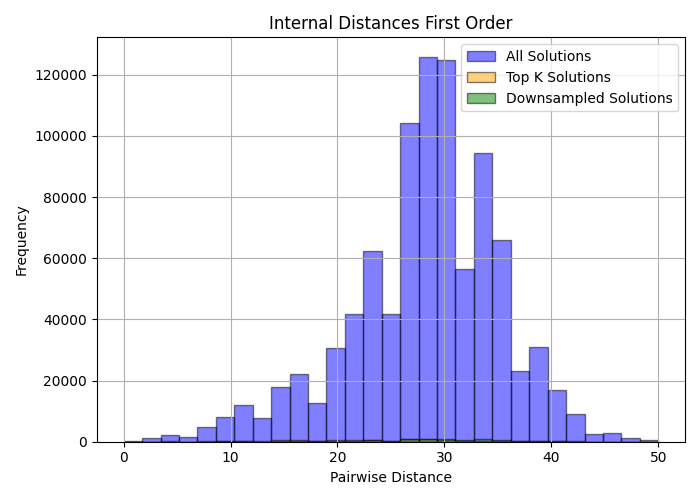 Internal Distances First Order
All Solutions
Top K Solutions
Downsampled Solutions
Frequency
120000
100000
80000
60000
40000
20000
0
0 10 20 30 40 50
Pairwise Distance